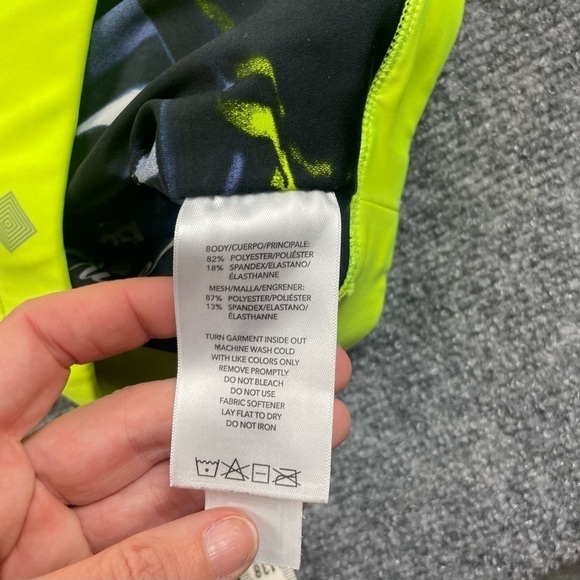 BODY/CUERPO/PRINCIPALE:
82% POLYESTER/POLIÉSTER
18% SPANDEX/ELASTANO/
ÉLASTHANNE
MESH/MALLA/ENGRENER:
87% POLYESTER/POLIÉSTER
13% SPANDEX/ELASTANO/
ÉLASTHANNE
TURN GARMENT INSIDE OUT
MACHINE WASH COLD
WITH LIKE COLORS ONLY
REMOVE PROMPTLY
DO NOT BLEACH
DO NOT USE
FABRIC SOFTENER
LAY FLAT TO DRY
DO NOT IRON